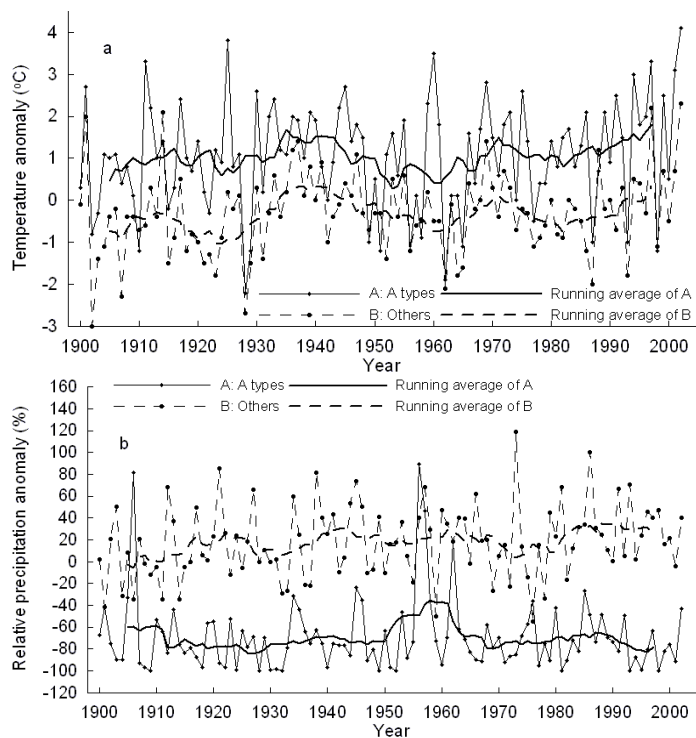 a
Temperature anomaly (°C)
4
3
2
1
0
-1
-2
-3
A: A types Running average of A
B: Others Running average of B
1900 1910 1920 1930 1940 1950 1960 1970 1980 1990 2000
Year
A: A types Running average of A
B: Others Running average of B
b
Relative precipitation anomaly (%)
160
140
120
100
80
60
40
20
0
-20
-40
-60
-80
-100
-120
1900 1910 1920 1930 1940 1950 1960 1970 1980 1990 2000
Year